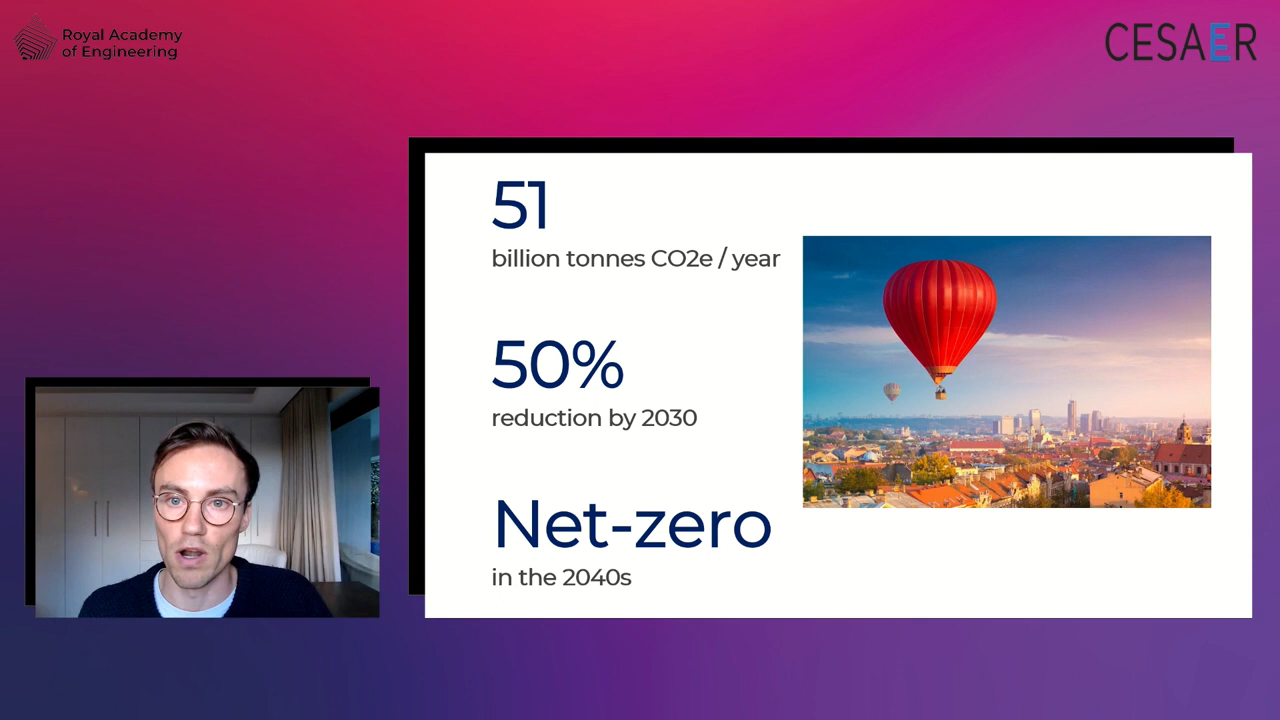 Royal Academy
of Engineering
CESAER
51
billion tonnes CO2e / year
50%
reduction by 2030
Net-zero
in the 2040s